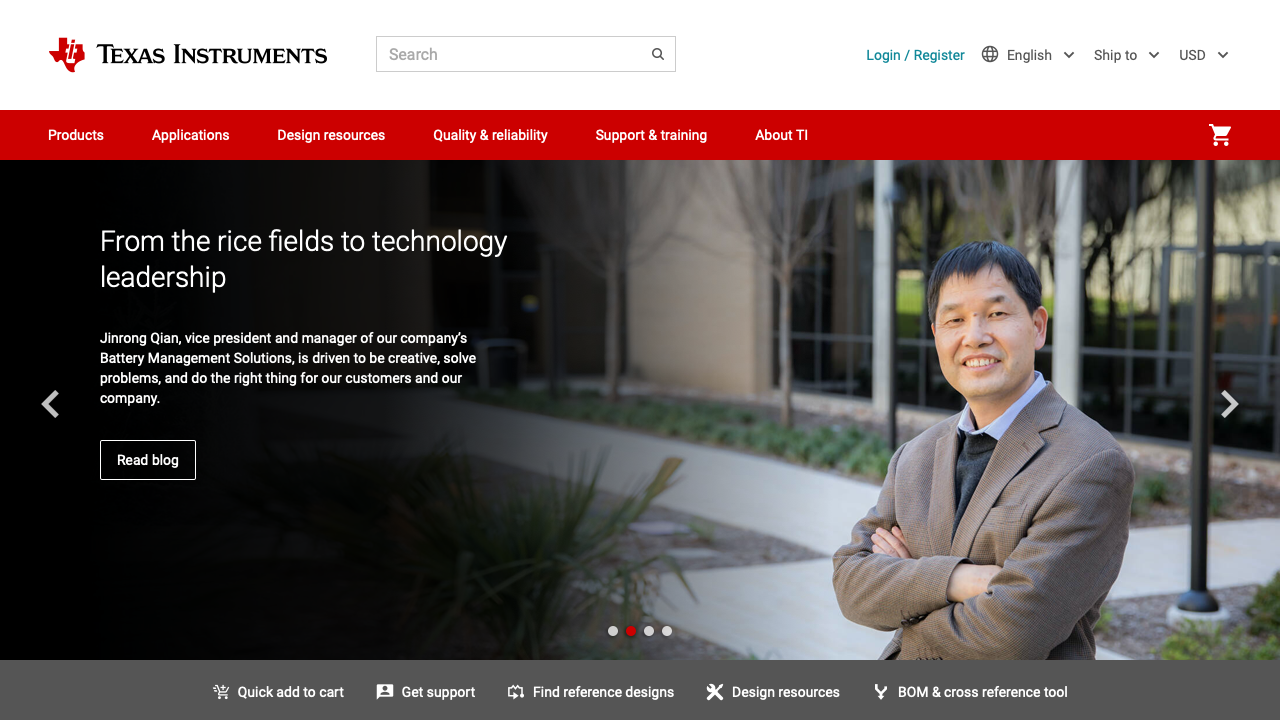 TEXAS INSTRUMENTS
Search
Login / Register
English
Ship to
USD
Products
Applications
Design resources
Quality & reliability
Support & training
About TI
From the rice fields to technology
leadership
Jinrong Qian, vice president and manager of our company’s
Battery Management Solutions, is driven to be creative, solve
problems, and do the right thing for our customers and our
company.
Read blog
Quick add to cart
Get support
Find reference designs
Design resources
BOM & cross reference tool